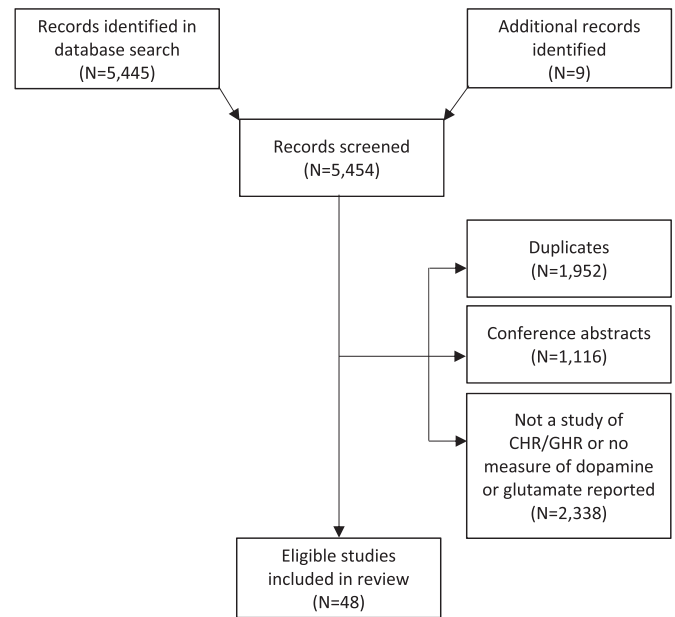 Records identified in
database search
(N=5,445)
Additional records
identified
(N=9)
Records screened
(N=5,454)
Duplicates
(N=1,952)
Conference abstracts
(N=1,116)
Not a study of
CHR/GHR or no
measure of dopamine
or glutamate reported
(N=2,338)
Eligible studies
included in review
(N=48)